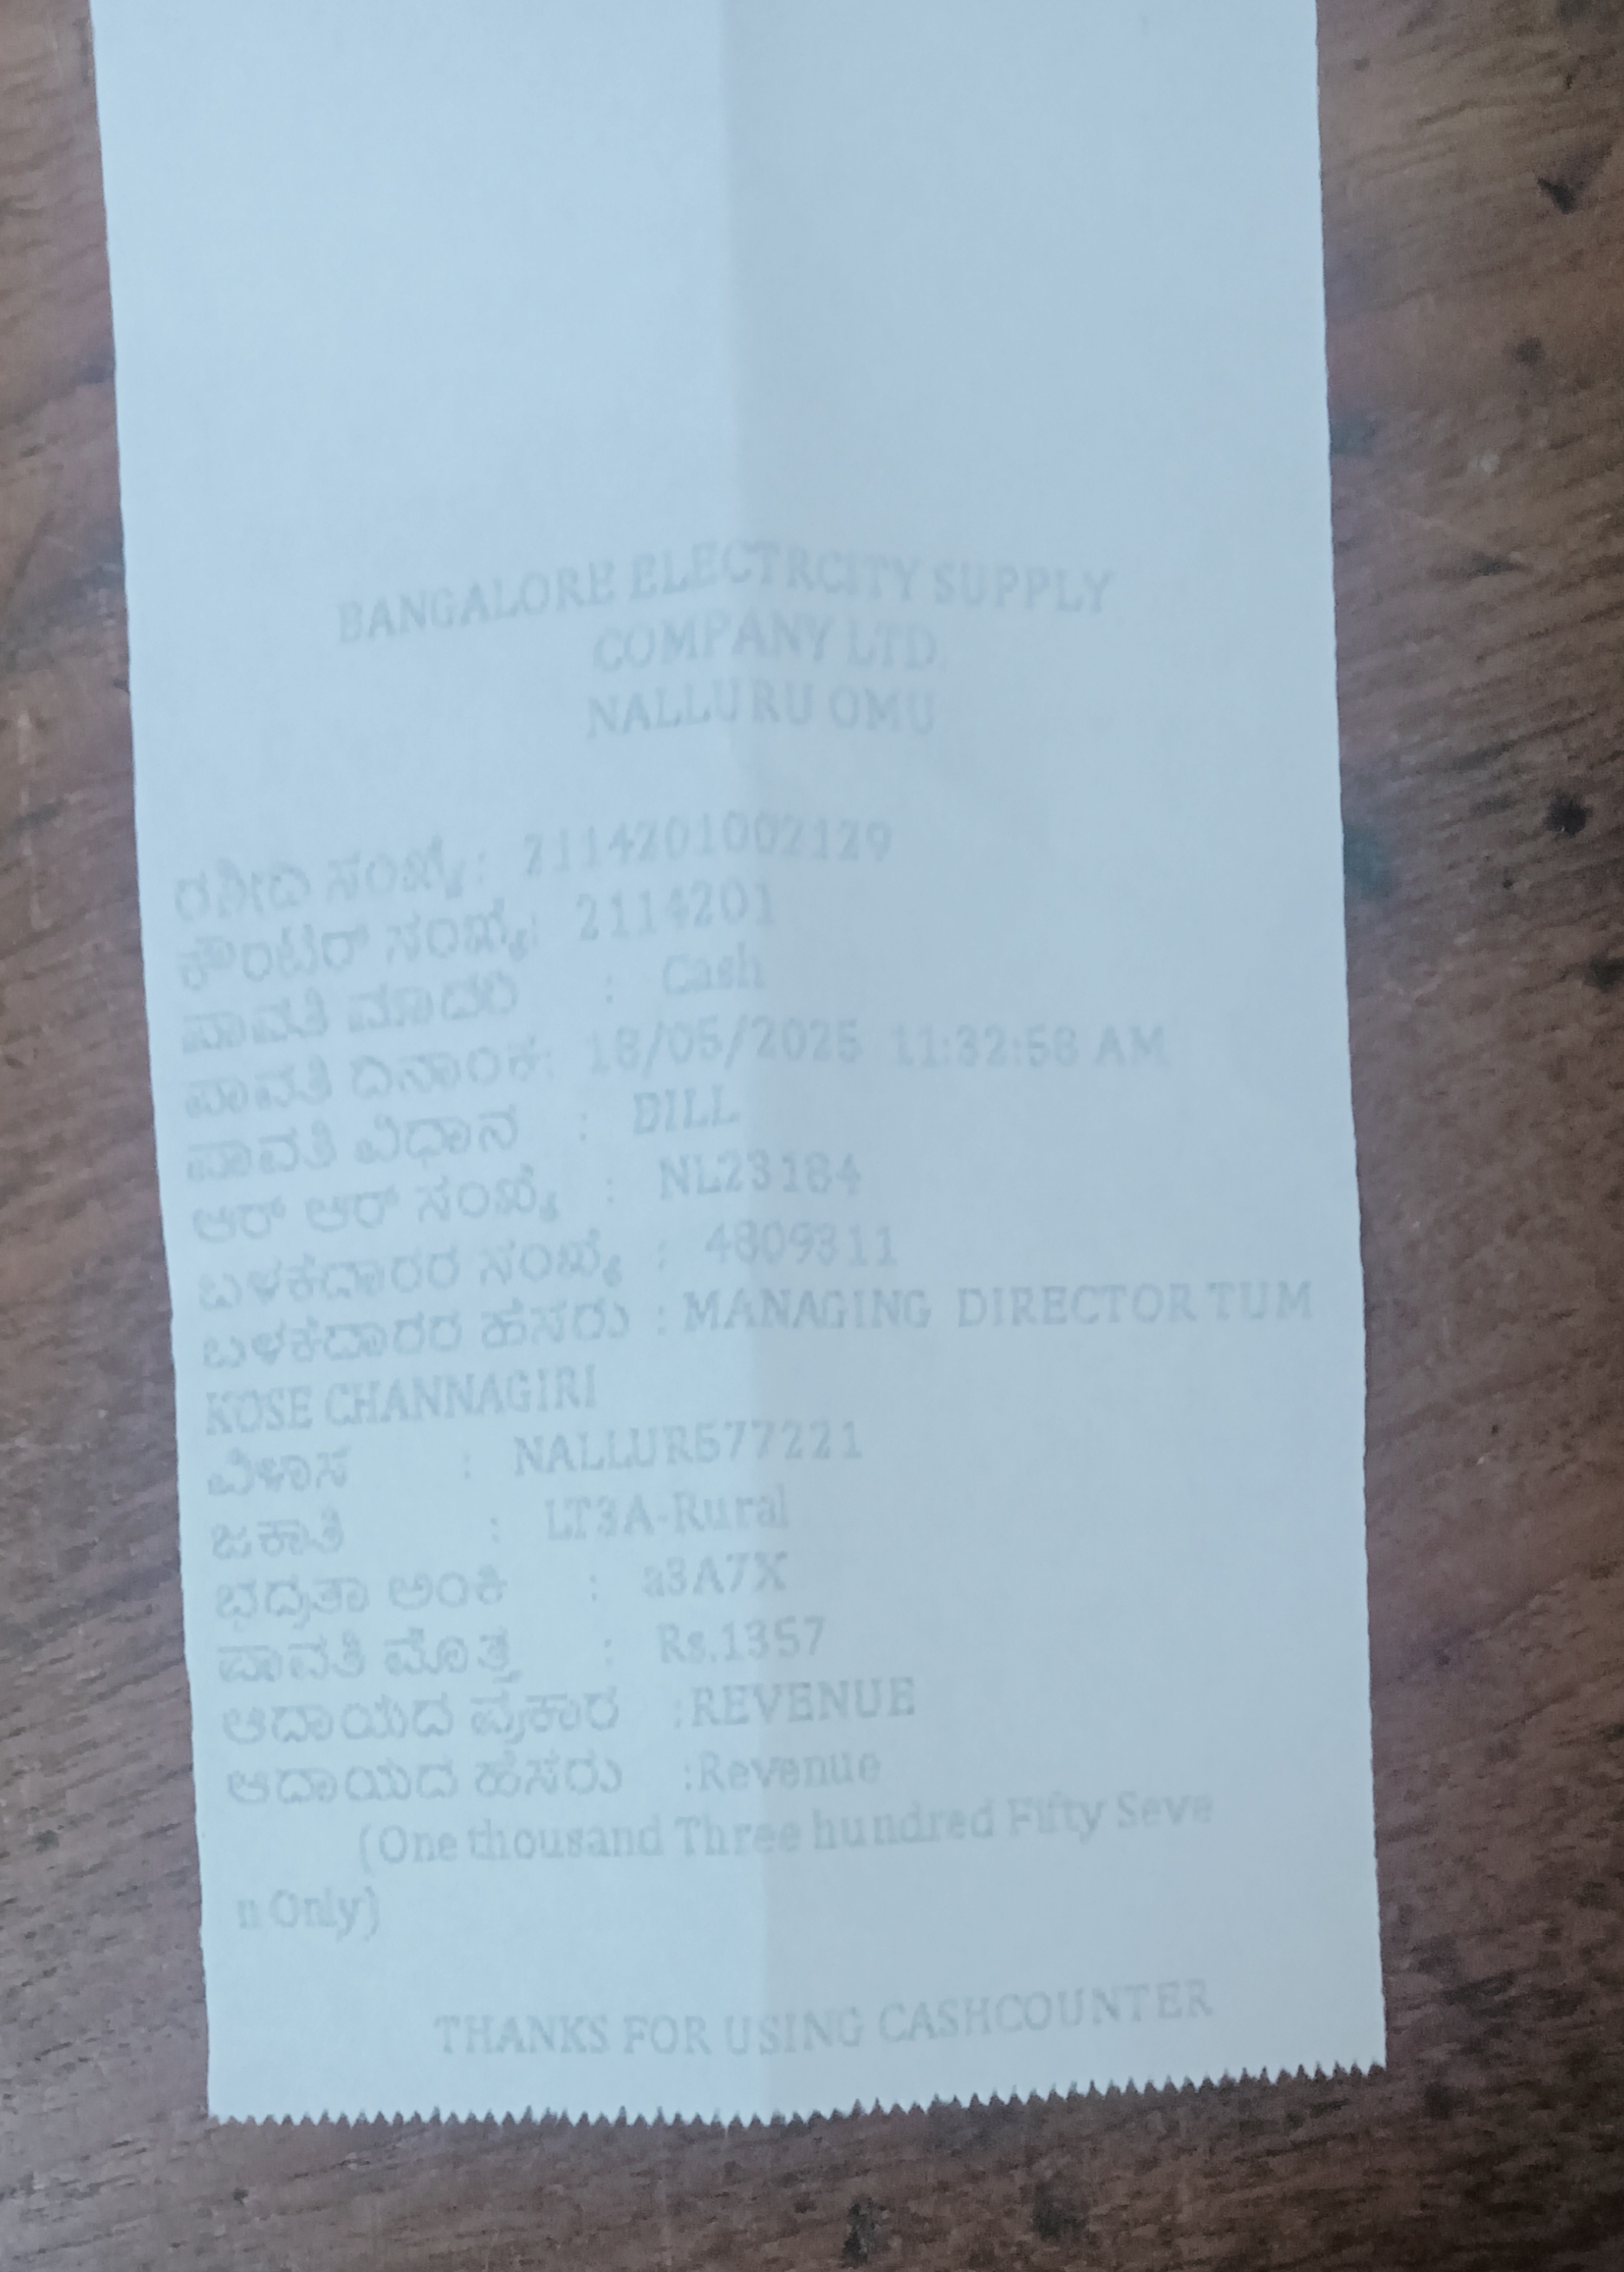 BANGALORE ELECTRCITY SUPPLY
COMPANY LTD.
NALLURU OMU
ರಶೀದಿ ಸಂಖ್ಯೆ: 2114201002129
ಕೌಂಟರ್ ಸಂಖ್ಯೆ: 2114201
ಪಾವತಿ ಮಾದರಿ : Cash
ಪಾವತಿ ದಿನಾಂಕ: 18/05/2025 11:32:58 AM
ಪಾವತಿ ವಿಧಾನ : BILL
ಆರ್ ಆರ್ ಸಂಖ್ಯೆ : NL23184
ಬಳಕೆದಾರರ ಸಂಖ್ಯೆ : 4809311
ಬಳಕೆದಾರರ ಹೆಸರು : MANAGING DIRECTOR TUM
KOSE CHANNAGIRI
ವಿಳಾಸ : NALLUR577221
ಜಕಾತಿ : LT3A-Rural
ಭದ್ರತಾ ಅಂಕಿ : a3A7X
ಪಾವತಿ ಮೊತ್ತ : Rs.1357
ಆದಾಯದ ಪ್ರಕಾರ :REVENUE
ಆದಾಯದ ಹೆಸರು :Revenue
(One thousand Three hundred Fifty Seve
n Only)
THANKS FOR USING CASHCOUNTER